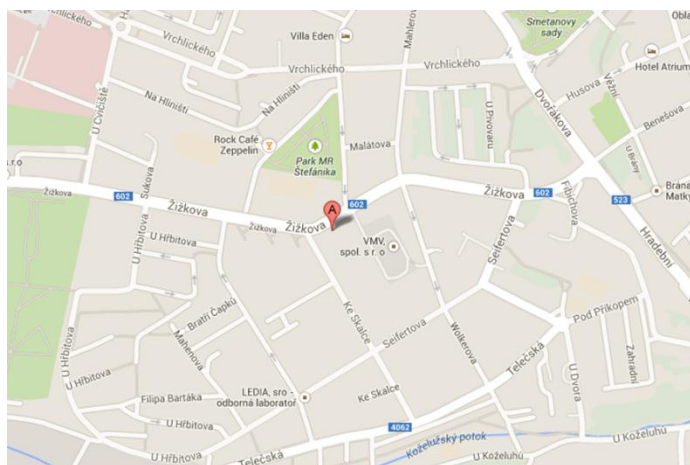 Vrchlického
U Cvičiště
Villa Eden
Mahlerova
Smetanovy
sady
Vrchlického
Vrchlického
Hotel Atrium
Na Hliništi
Na Hliništi
Husova
Věžní
Dvořákova
U Pivovaru
Benešova
Rock Café
Zeppelin
Park MR
Štefánika
Malátova
U Brány
s.r.o
Sukova
Žižkova
602
Žižkova
A
602
Žižkova
602
Fibichova
523
Brána
Matky
U Hřbitova
U Hřbitova
Žižkova
Žižkova
VMV,
spol. s r. o
Seifertova
Hradební
Bratří Čapků
Ke Skalce
Seifertova
Wolkerova
Pod Příkopem
Mahenova
Telečská
Zahradní
U Hřbitova
Filipa Bartáka
LEDIA, sro -
odborná laboratoř
Ke Skalce
U Dvora
4062
Koželužský potok
U Hřbitova
Telečská
U Koželuhů
U Koželuhů